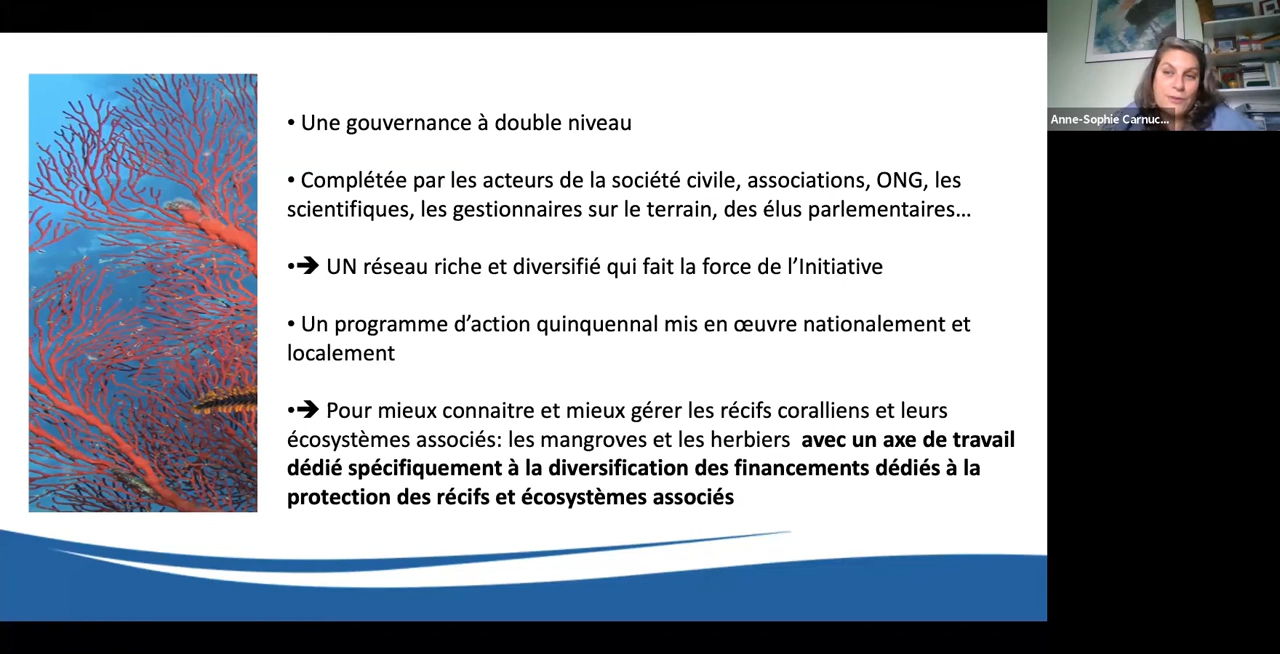 • Une gouvernance à double niveau
• Complétée par les acteurs de la société civile, associations, ONG, les
scientifiques, les gestionnaires sur le terrain, des élus parlementaires…
•➔ UN réseau riche et diversifié qui fait la force de l’Initiative
• Un programme d’action quinquennal mis en œuvre nationalement et
localement
•➔ Pour mieux connaitre et mieux gérer les récifs coralliens et leurs
écosystèmes associés: les mangroves et les herbiers avec un axe de travail
dédié spécifiquement à la diversification des financements dédiés à la
protection des récifs et écosystèmes associés
Anne-Sophie Carnuc...